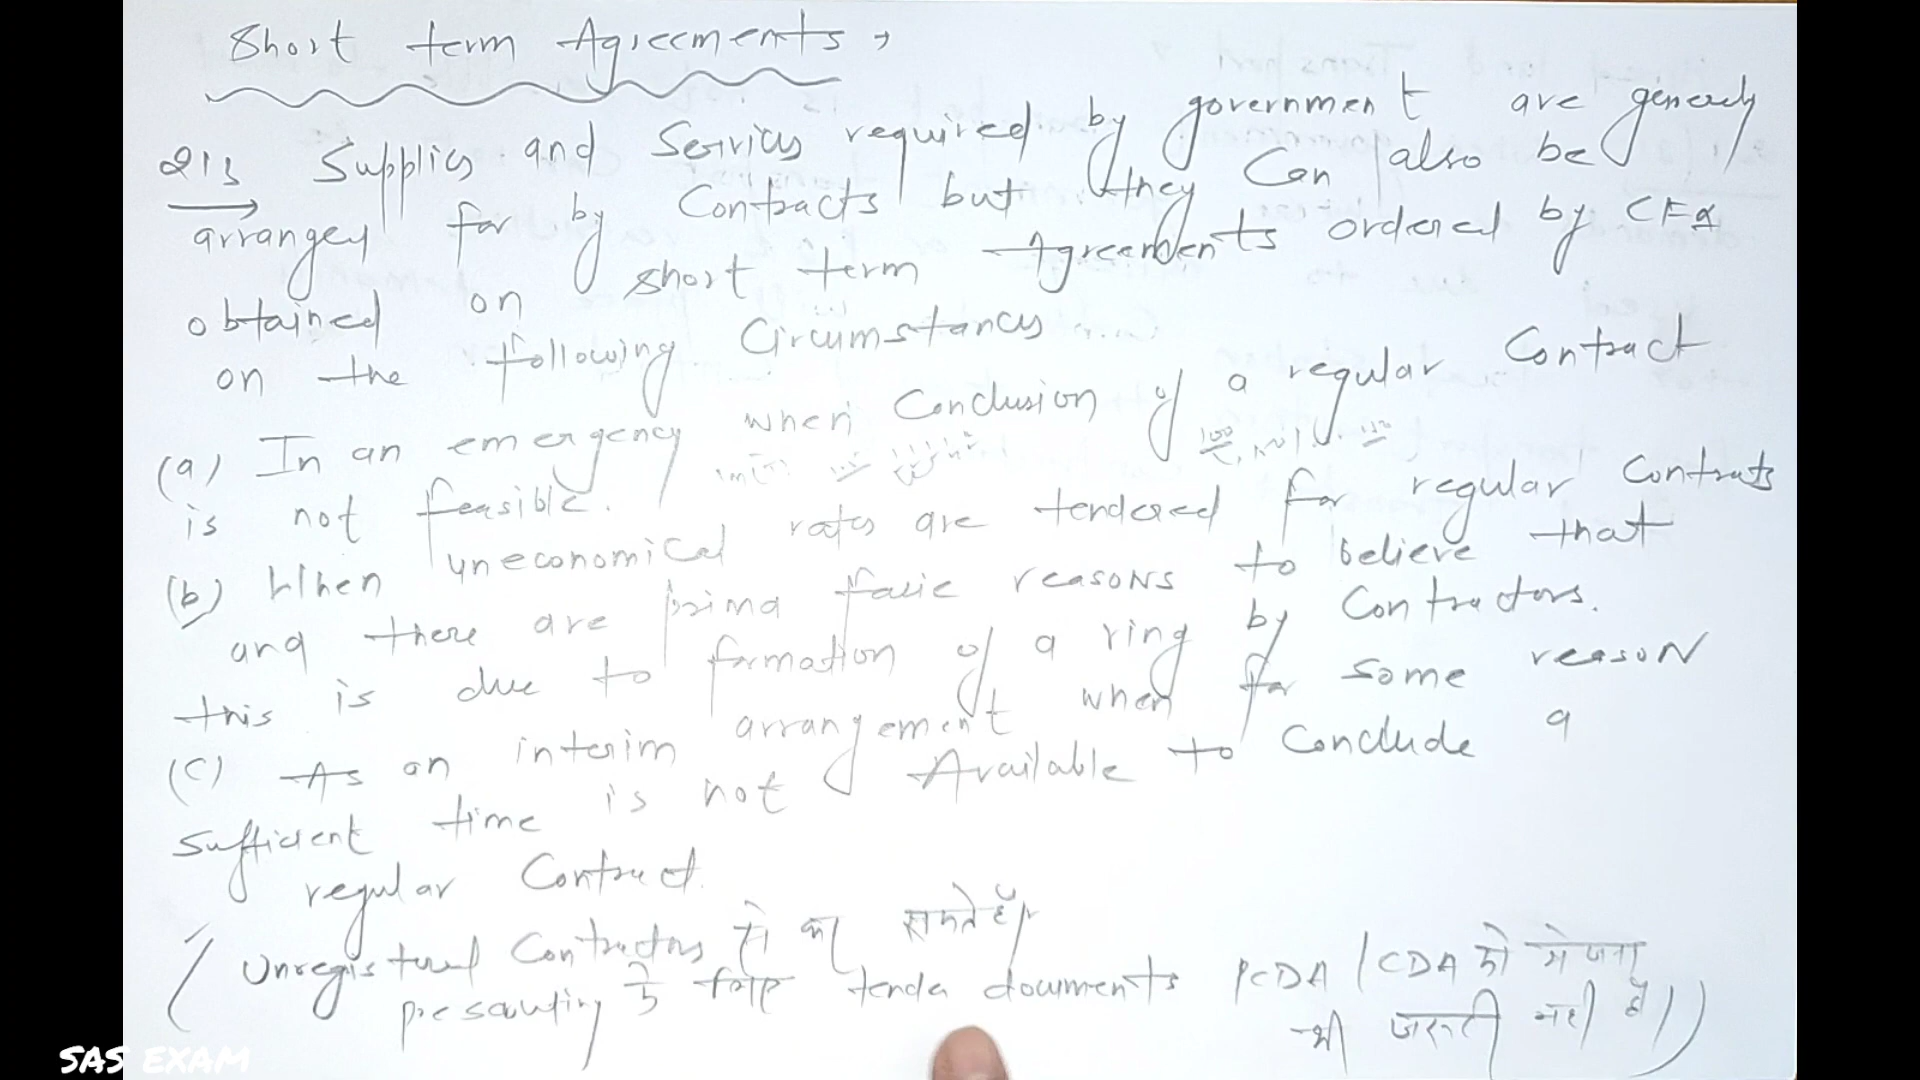 Short term Agreements,
213 Supplies and Services required by government are generaly
arranged for by Contracts but they can also be
obtained on short term Agreements ordered by CFA
on the following Circumstances
(a) In an emergency when Conclusion of a regular Contract
is not feasible.
(b) When uneconomical rates are tendered for regular Contracts
and there are prima facie reasons to believe that
this is due to formation of a ring by Contractors.
(C) As an interim arrangement when for some reason
sufficient time is not Available to Conclude a
regular Contract.
(Unregistered Contractors से का सकते हैं।
pre scrutiny के लिए tender documents PCDA / CDA को भेजना
भी जरूरी नही है।)
SAS EXAM